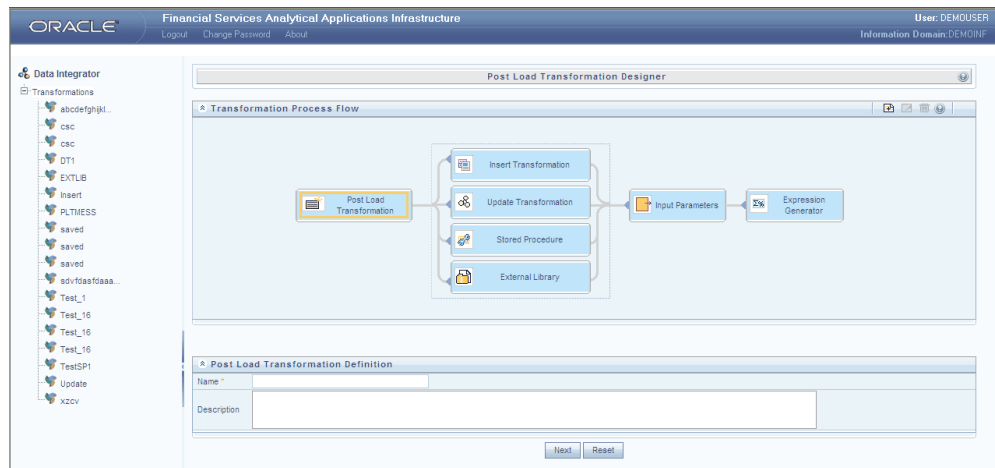 ORACLE
Financial Services Analytical Applications Infrastructure
User: DEMOUSER
Logout Change Password About
Information Domain:DEMOINF
Data Integrator
Transformations
abcdefghijkl...
csc
csc
DT1
EXTLIB
Insert
PLTMESS
saved
saved
saved
sdvfdasfdaaa...
Test_1
Test_16
Test_16
Test_16
TestSP1
Update
xzcv
Post Load Transformation Designer
Transformation Process Flow
Post Load
Transformation
Insert Transformation
Update Transformation
Stored Procedure
External Library
Input Parameters
Expression
Generator
Post Load Transformation Definition
Name *
Description
Next Reset